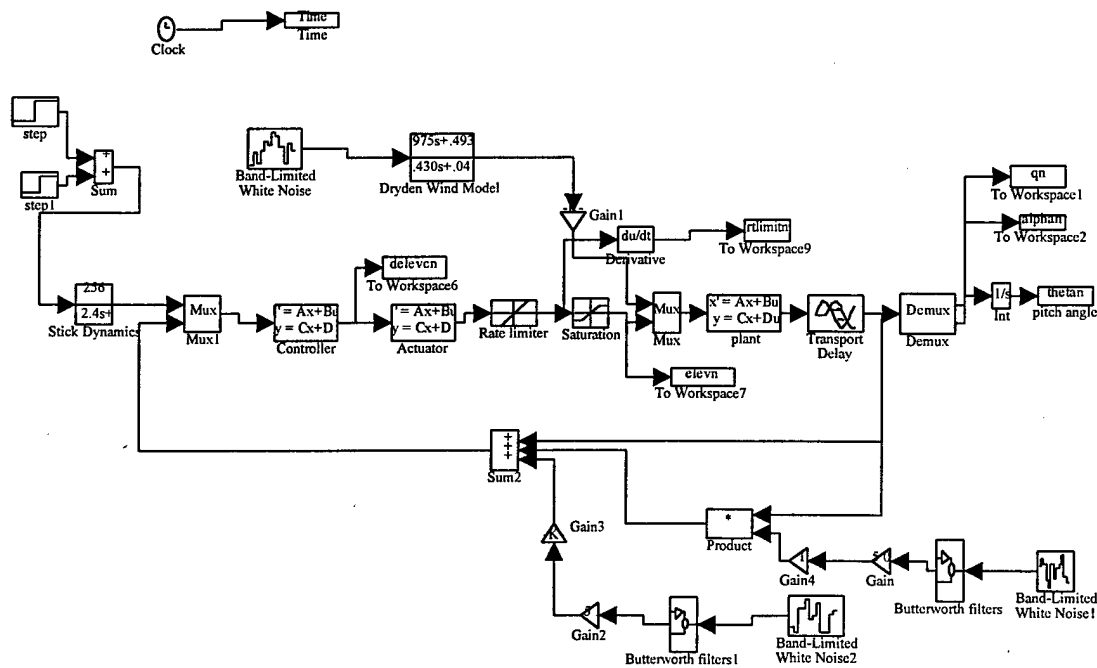 Time
Time
Clock
step
+
+
Sum
step1
Band-Limited
White Noise
975s+.493
.430s+.04
Dryden Wind Model
Gain1
du/dt
Derivative
rtlimitn
To Workspace9
qn
To Workspace1
alphan
To Workspace2
delevcn
To Workspace6
256
2.4s+
Stick Dynamics
Mux
Mux1
' = Ax+Bu
y = Cx+D
Controller
' = Ax+Bu
y = Cx+D
Actuator
Rate limiter
Saturation
Mux
Mux
x' = Ax+Bu
y = Cx+Du
plant
Transport
Delay
Demux
Demux
1/s
Int
thetan
pitch angle
elevn
To Workspace7
+
+
+
Sum2
*
Product
K
Gain3
Gain4
Gain
Butterworth filters
Band-Limited
White Noise1
Gain2
Butterworth filters1
Band-Limited
White Noise2